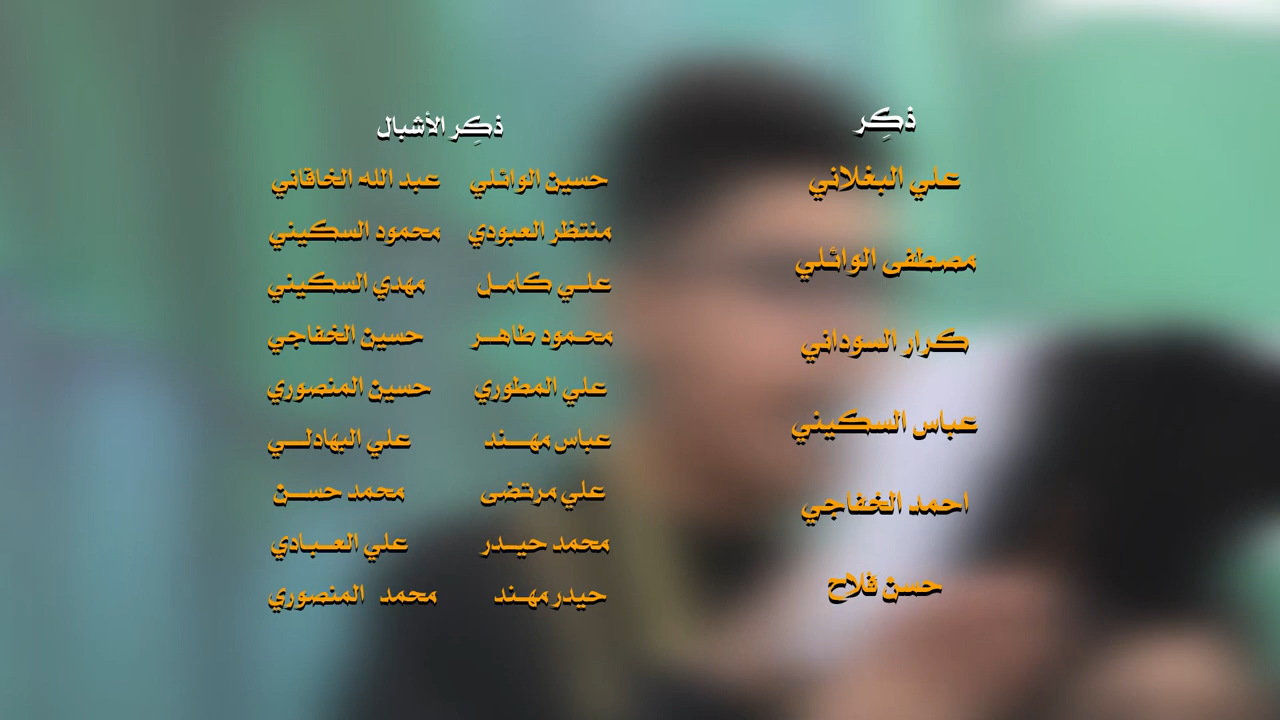 ذكِر
علي البغلاني
مصطفى الوائلي
كرار السوداني
عباس السكيني
احمد الخفاجي
حسن فلاح
ذكِر الأشبال
حسين الوائلي عبد الله الخاقاني
منتظر العبودي محمود السكيني
علي كامل مهدي السكيني
محمود طاهر حسين الخفاجي
علي المطوري حسين المنصوري
عباس مهند علي البهادلي
علي مرتضى محمد حسن
محمد حيدر علي العبادي
حيدر مهند محمد المنصوري